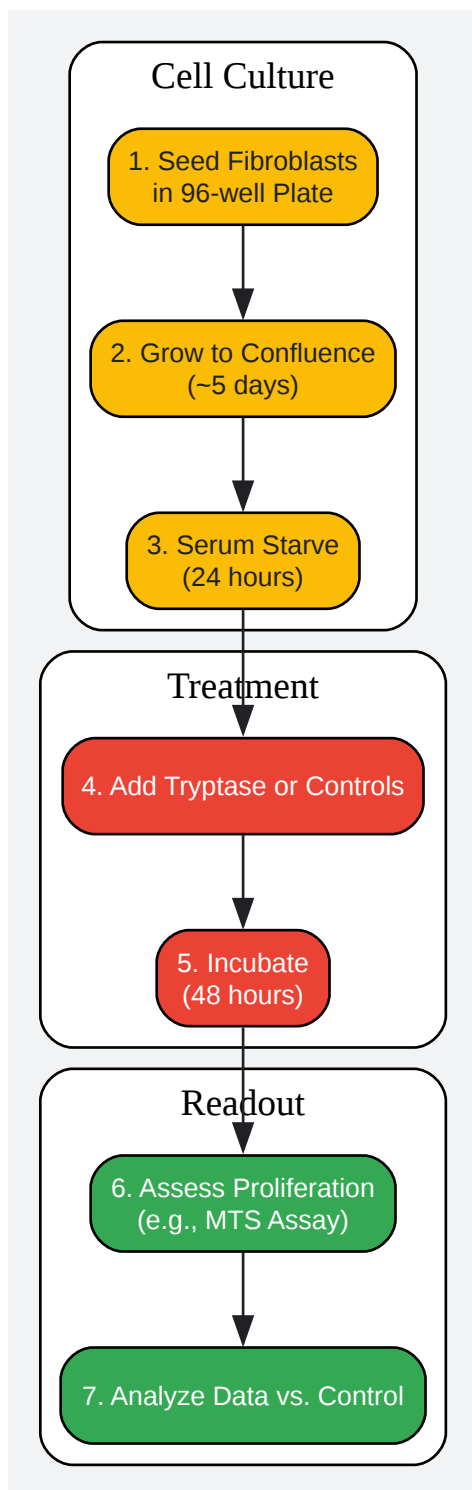 Cell Culture
1. Seed Fibroblasts
in 96-well Plate
2. Grow to Confluence
(~5 days)
3. Serum Starve
(24 hours)
Treatment
4. Add Tryptase or Controls
5. Incubate
(48 hours)
Readout
6. Assess Proliferation
(e.g., MTS Assay)
7. Analyze Data vs. Control